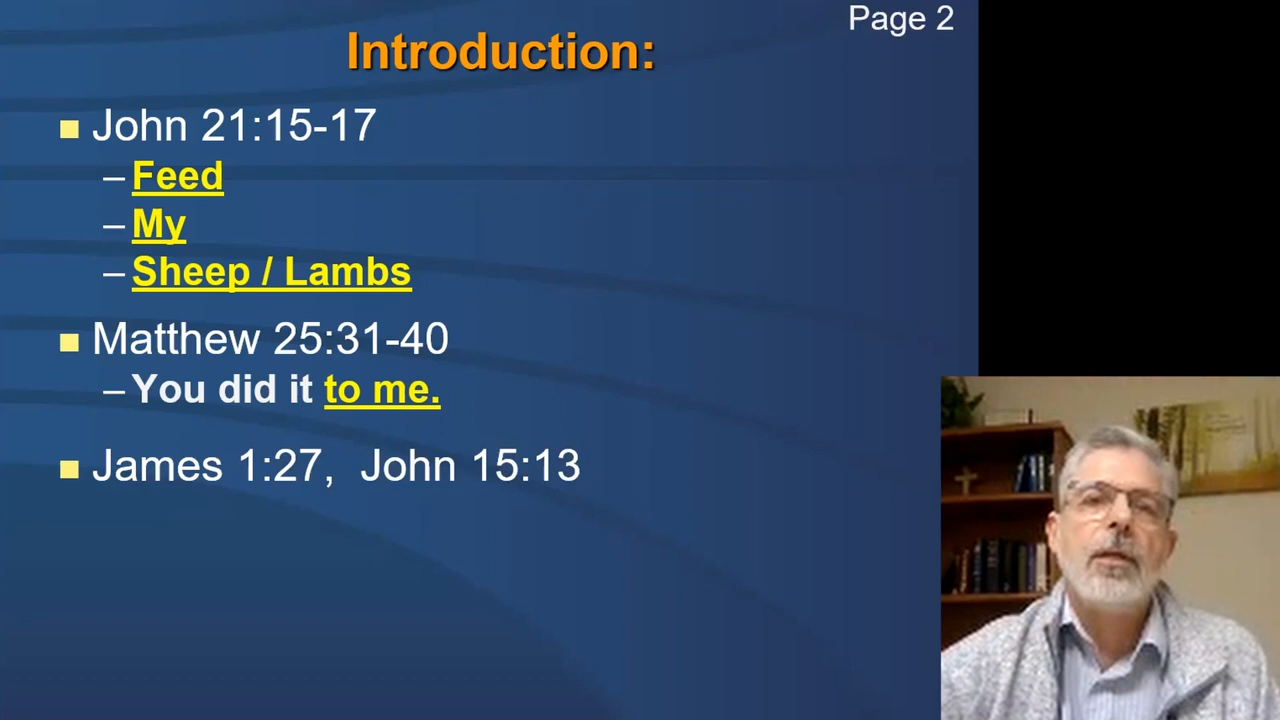 Page 2
Introduction:
John 21:15-17
– Feed
– My
– Sheep / Lambs
Matthew 25:31-40
– You did it to me.
James 1:27, John 15:13